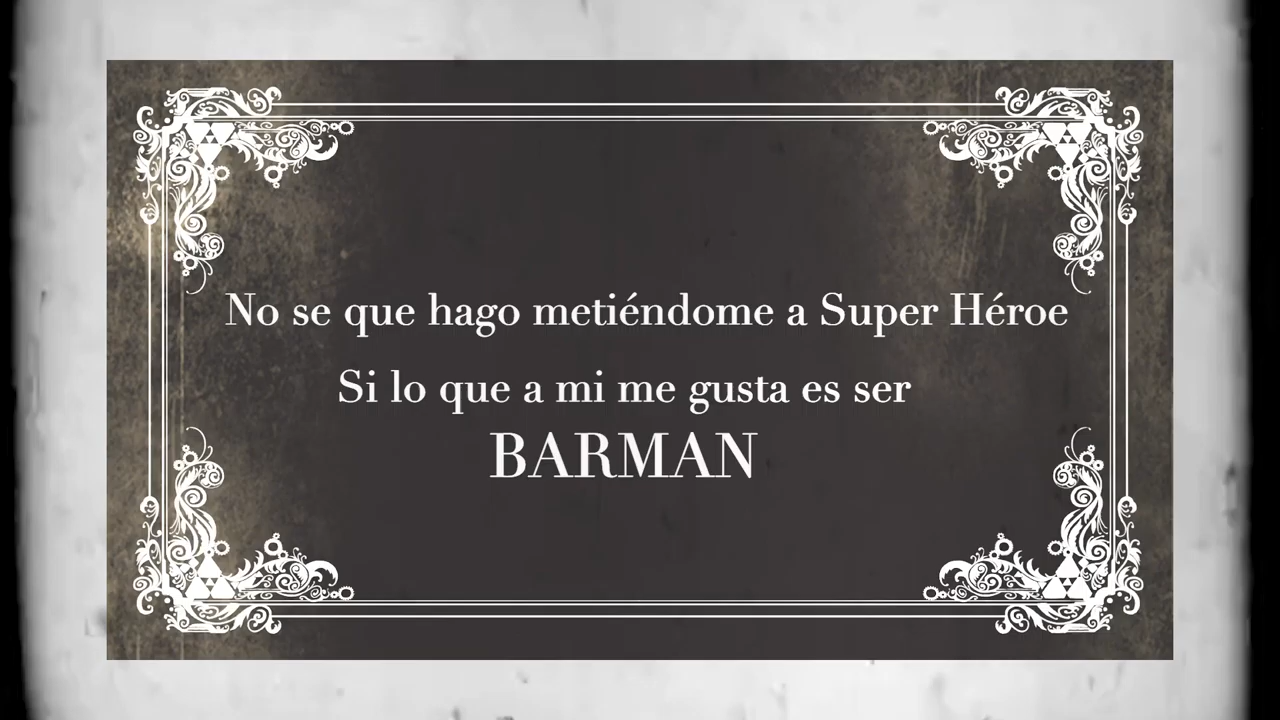 No se que hago metiéndome a Super Héroe
Si lo que a mi me gusta es ser
BARMAN